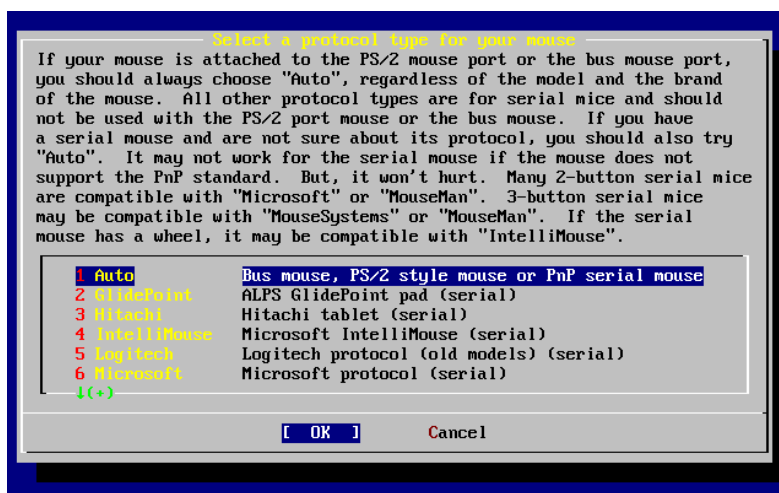 Select a protocol type for your mouse
If your mouse is attached to the PS/2 mouse port or the bus mouse port,
you should always choose "Auto", regardless of the model and the brand
of the mouse.  All other protocol types are for serial mice and should
not be used with the PS/2 port mouse or the bus mouse.  If you have
a serial mouse and are not sure about its protocol, you should also try
"Auto".  It may not work for the serial mouse if the mouse does not
support the PnP standard.  But, it won't hurt.  Many 2-button serial mice
are compatible with "Microsoft" or "MouseMan".  3-button serial mice
may be compatible with "MouseSystems" or "MouseMan".  If the serial
mouse has a wheel, it may be compatible with "IntelliMouse".
1 Auto Bus mouse, PS/2 style mouse or PnP serial mouse
2 GlidePoint ALPS GlidePoint pad (serial)
3 Hitachi Hitachi tablet (serial)
4 IntelliMouse Microsoft IntelliMouse (serial)
5 Logitech Logitech protocol (old models) (serial)
6 Microsoft Microsoft protocol (serial)
↓(+)
[ OK ] Cancel